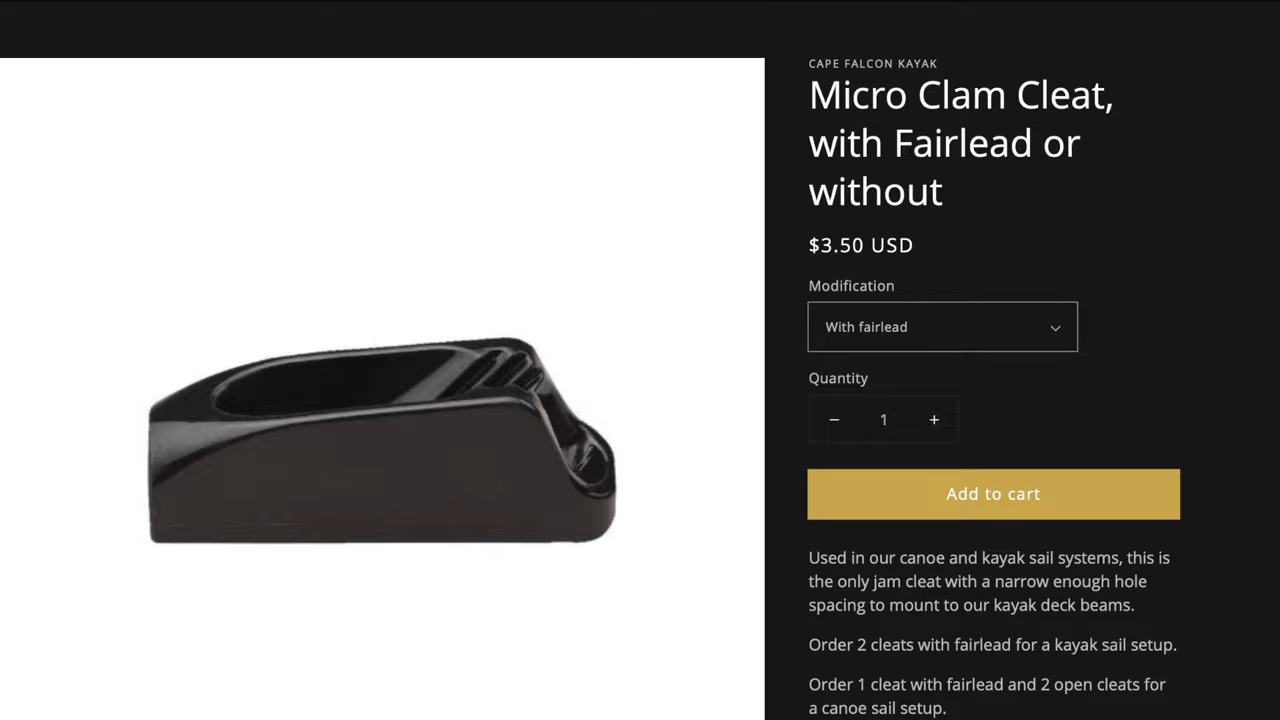 CAPE FALCON KAYAK
Micro Clam Cleat,
with Fairlead or
without
$3.50 USD
Modification
With fairlead
Quantity
− 1 +
Add to cart
Used in our canoe and kayak sail systems, this is
the only jam cleat with a narrow enough hole
spacing to mount to our kayak deck beams.
Order 2 cleats with fairlead for a kayak sail setup.
Order 1 cleat with fairlead and 2 open cleats for
a canoe sail setup.